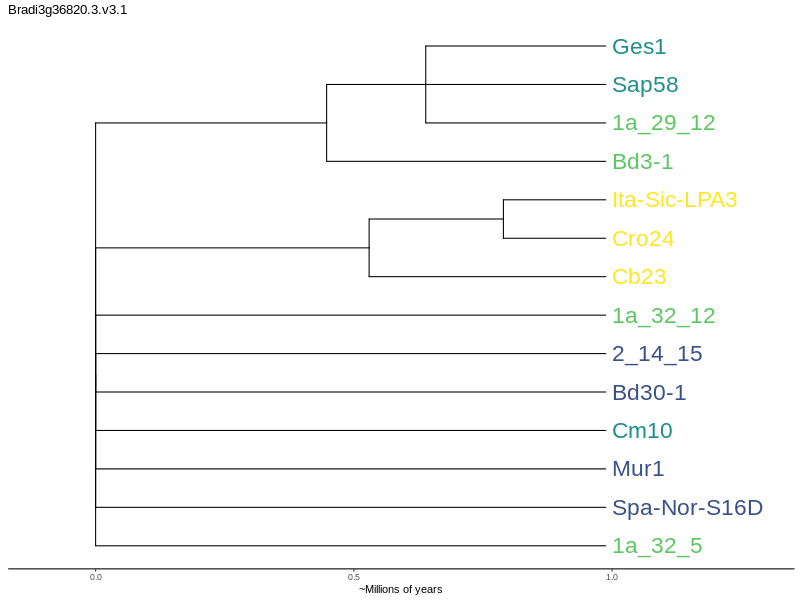 Bradi3g36820.3.v3.1
Ges1
Sap58
1a_29_12
Bd3-1
Ita-Sic-LPA3
Cro24
Cb23
1a_32_12
2_14_15
Bd30-1
Cm10
Mur1
Spa-Nor-S16D
1a_32_5
0.0 0.5 1.0
~Millions of years